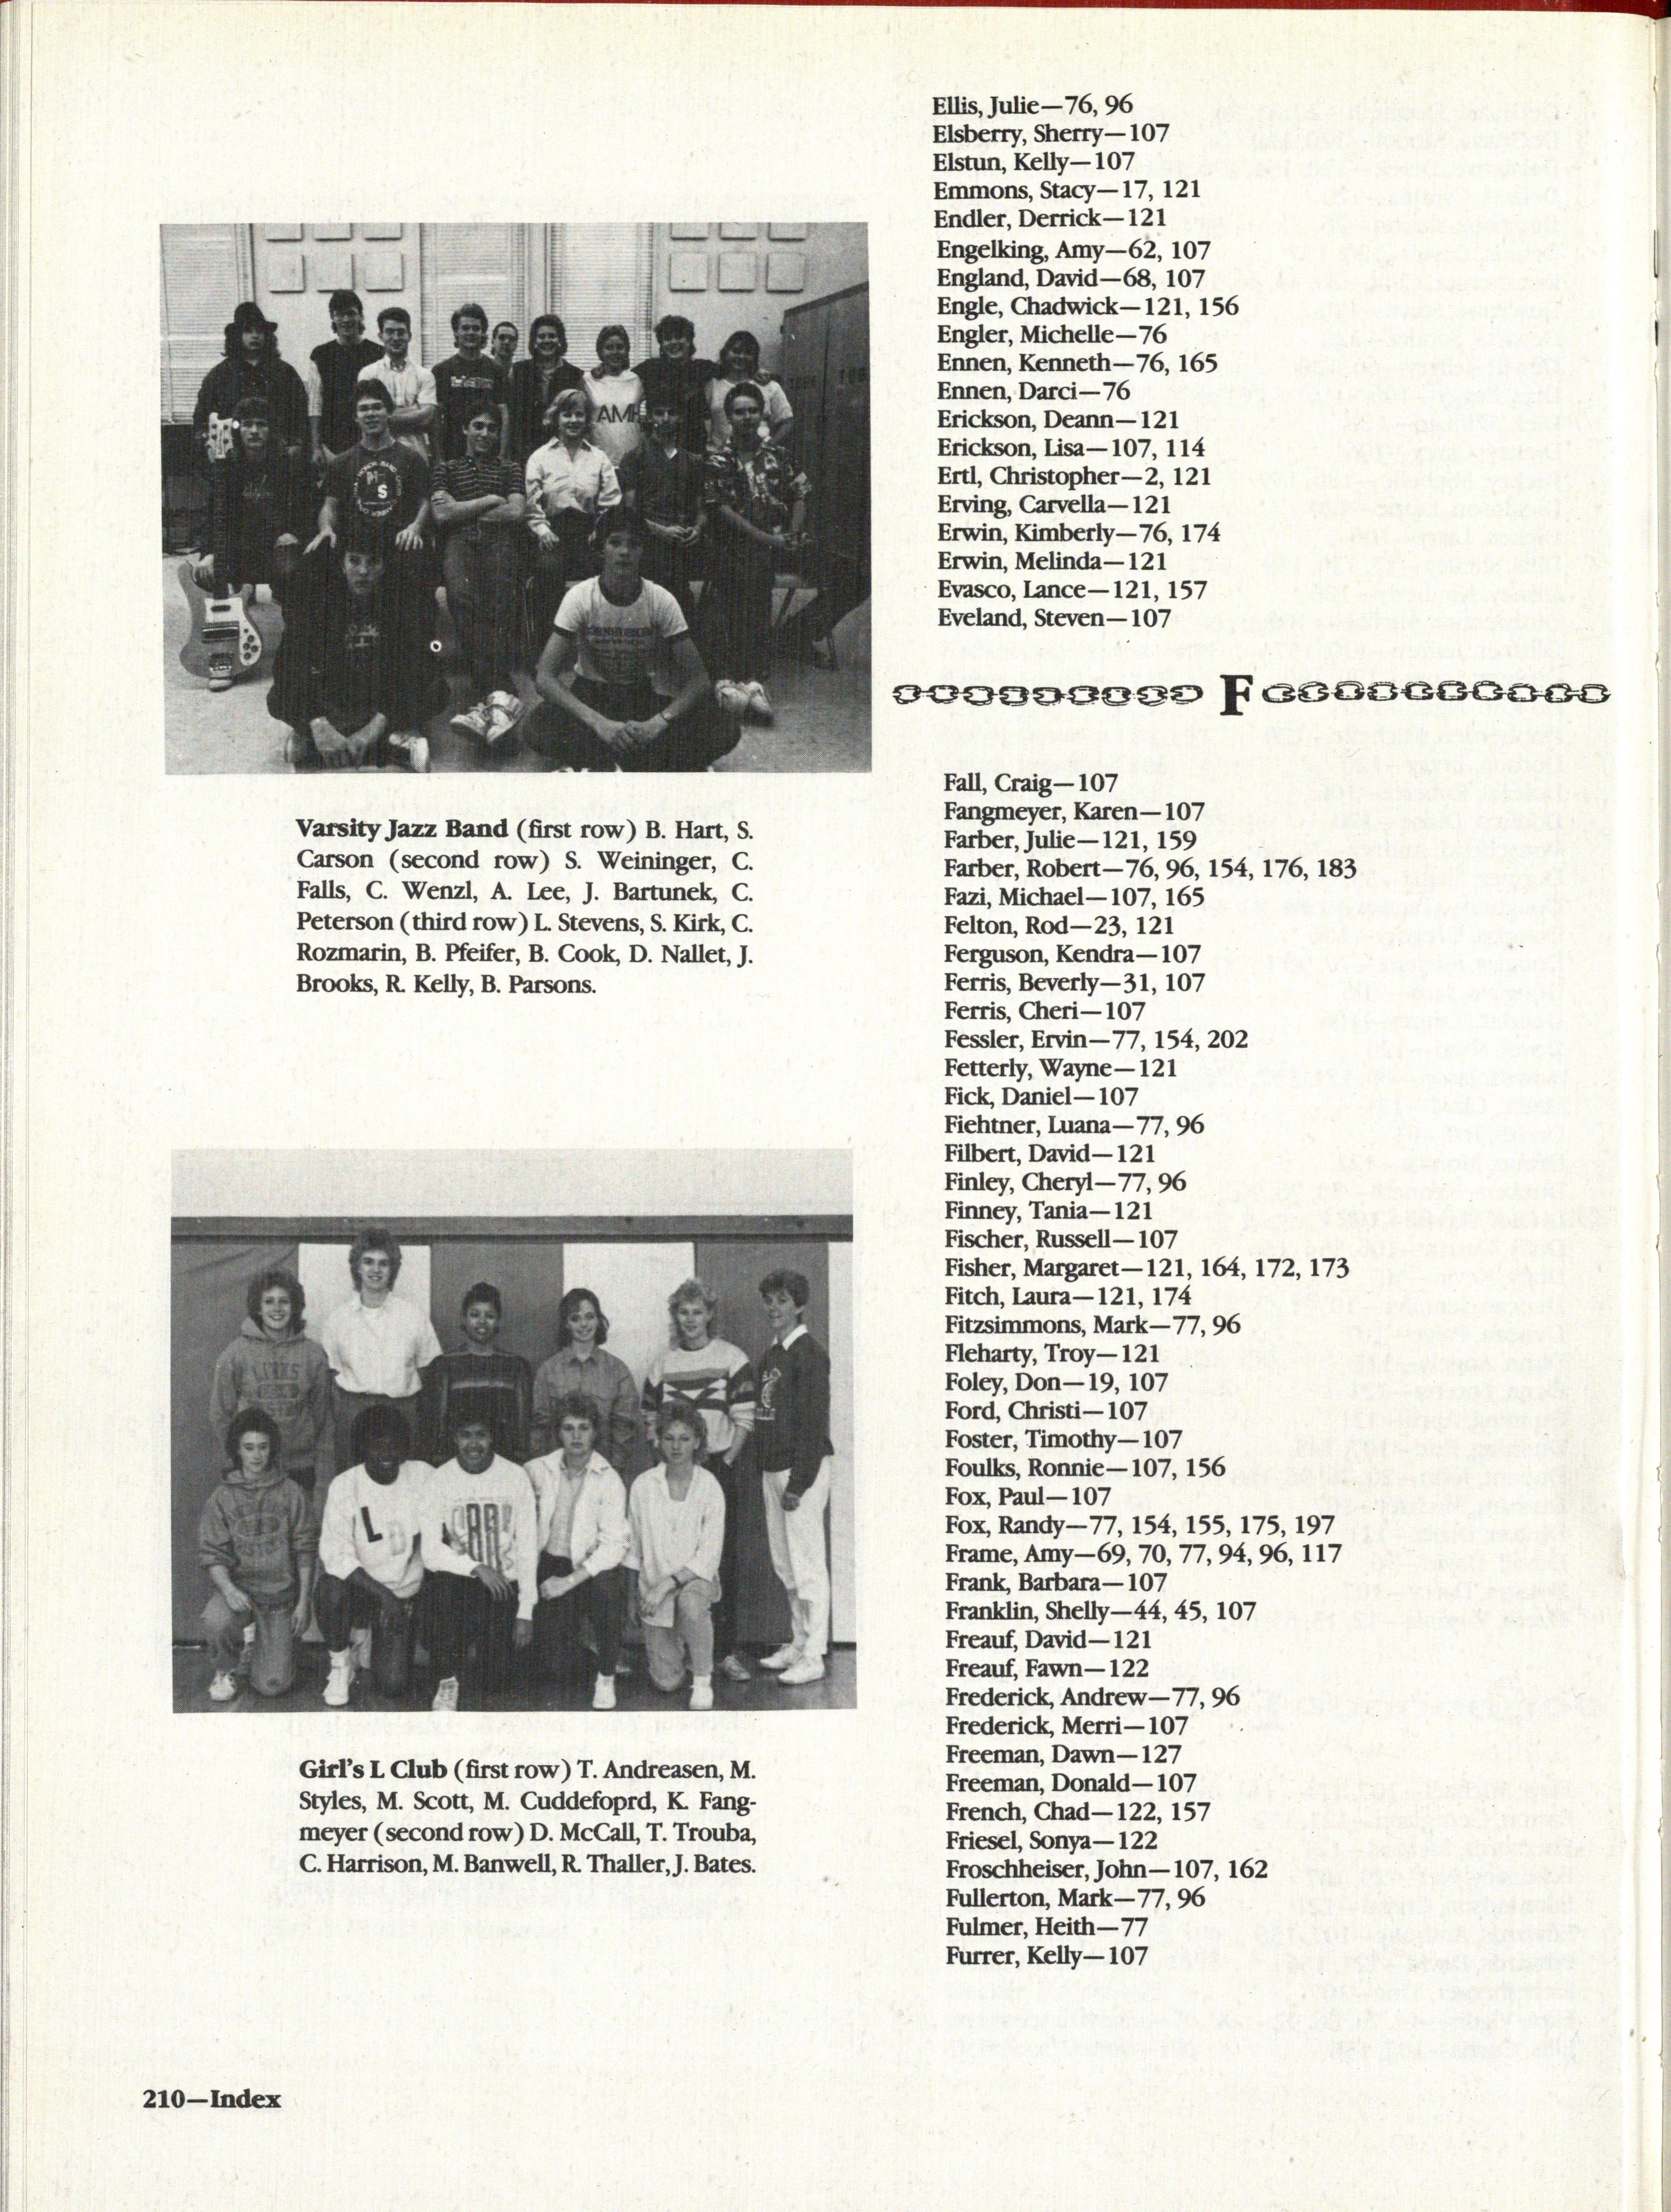 Varsity Jazz Band (first row) B. Hart, S.
Carson (second row) S. Weininger, C.
Falls, C. Wenzl, A. Lee, J. Bartunek, C.
Peterson (third row) L. Stevens, S. Kirk, C.
Rozmarin, B. Pfeifer, B. Cook, D. Nallet, J.
Brooks, R. Kelly, B. Parsons.
Girl's L Club (first row) T. Andreasen, M.
Styles, M. Scott, M. Cuddefoprd, K. Fang-
meyer (second row) D. McCall, T. Trouba,
C. Harrison, M. Banwell, R. Thaller, J. Bates.
Ellis, Julie—76, 96
Elsberry, Sherry—107
Elstun, Kelly—107
Emmons, Stacy—17, 121
Endler, Derrick—121
Engelking, Amy—62, 107
England, David—68, 107
Engle, Chadwick—121, 156
Engler, Michelle—76
Ennen, Kenneth—76, 165
Ennen, Darci—76
Erickson, Deann—121
Erickson, Lisa—107, 114
Ertl, Christopher—2, 121
Erving, Carvella—121
Erwin, Kimberly—76, 174
Erwin, Melinda—121
Evasco, Lance—121, 157
Eveland, Steven—107
F
Fall, Craig—107
Fangmeyer, Karen—107
Farber, Julie—121, 159
Farber, Robert—76, 96, 154, 176, 183
Fazi, Michael—107, 165
Felton, Rod—23, 121
Ferguson, Kendra—107
Ferris, Beverly—31, 107
Ferris, Cheri—107
Fessler, Ervin—77, 154, 202
Fetterly, Wayne—121
Fick, Daniel—107
Fiehtner, Luana—77, 96
Filbert, David—121
Finley, Cheryl—77, 96
Finney, Tania—121
Fischer, Russell—107
Fisher, Margaret—121, 164, 172, 173
Fitch, Laura—121, 174
Fitzsimmons, Mark—77, 96
Fleharty, Troy—121
Foley, Don—19, 107
Ford, Christi—107
Foster, Timothy—107
Foulks, Ronnie—107, 156
Fox, Paul—107
Fox, Randy—77, 154, 155, 175, 197
Frame, Amy—69, 70, 77, 94, 96, 117
Frank, Barbara—107
Franklin, Shelly—44, 45, 107
Freauf, David—121
Freauf, Fawn—122
Frederick, Andrew—77, 96
Frederick, Merri—107
Freeman, Dawn—127
Freeman, Donald—107
French, Chad—122, 157
Friesel, Sonya—122
Froschheiser, John—107, 162
Fullerton, Mark—77, 96
Fulmer, Heith—77
Furrer, Kelly—107
210—Index